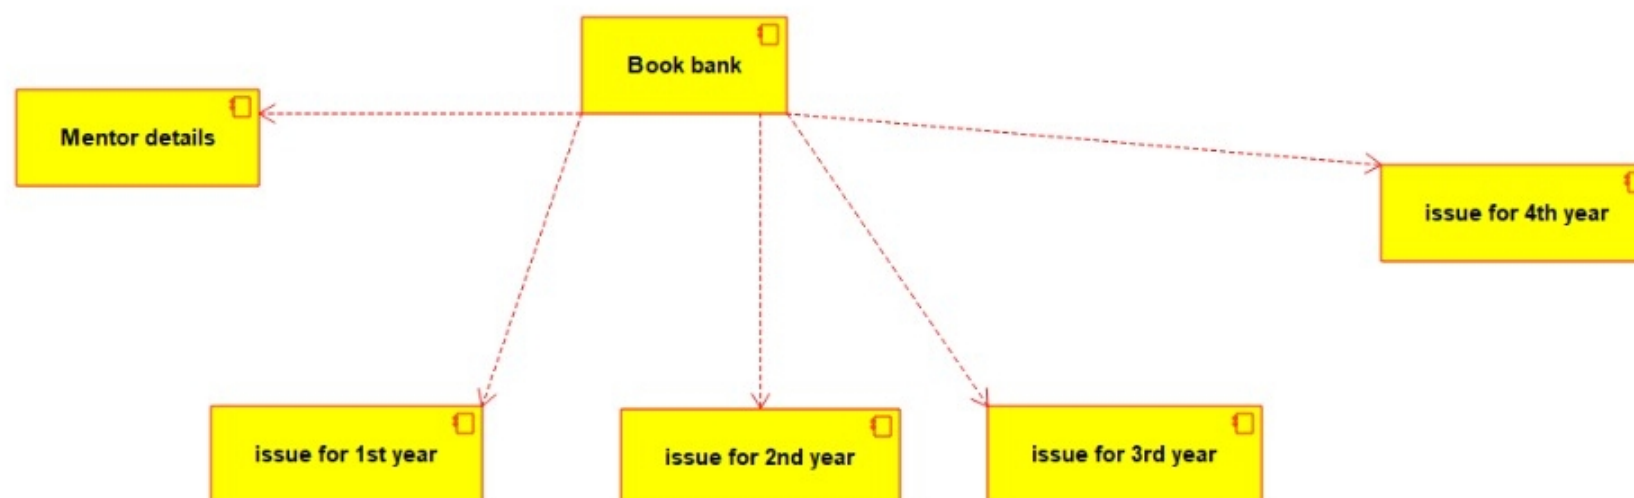 Book bank
Mentor details
issue for 4th year
issue for 1st year
issue for 2nd year
issue for 3rd year